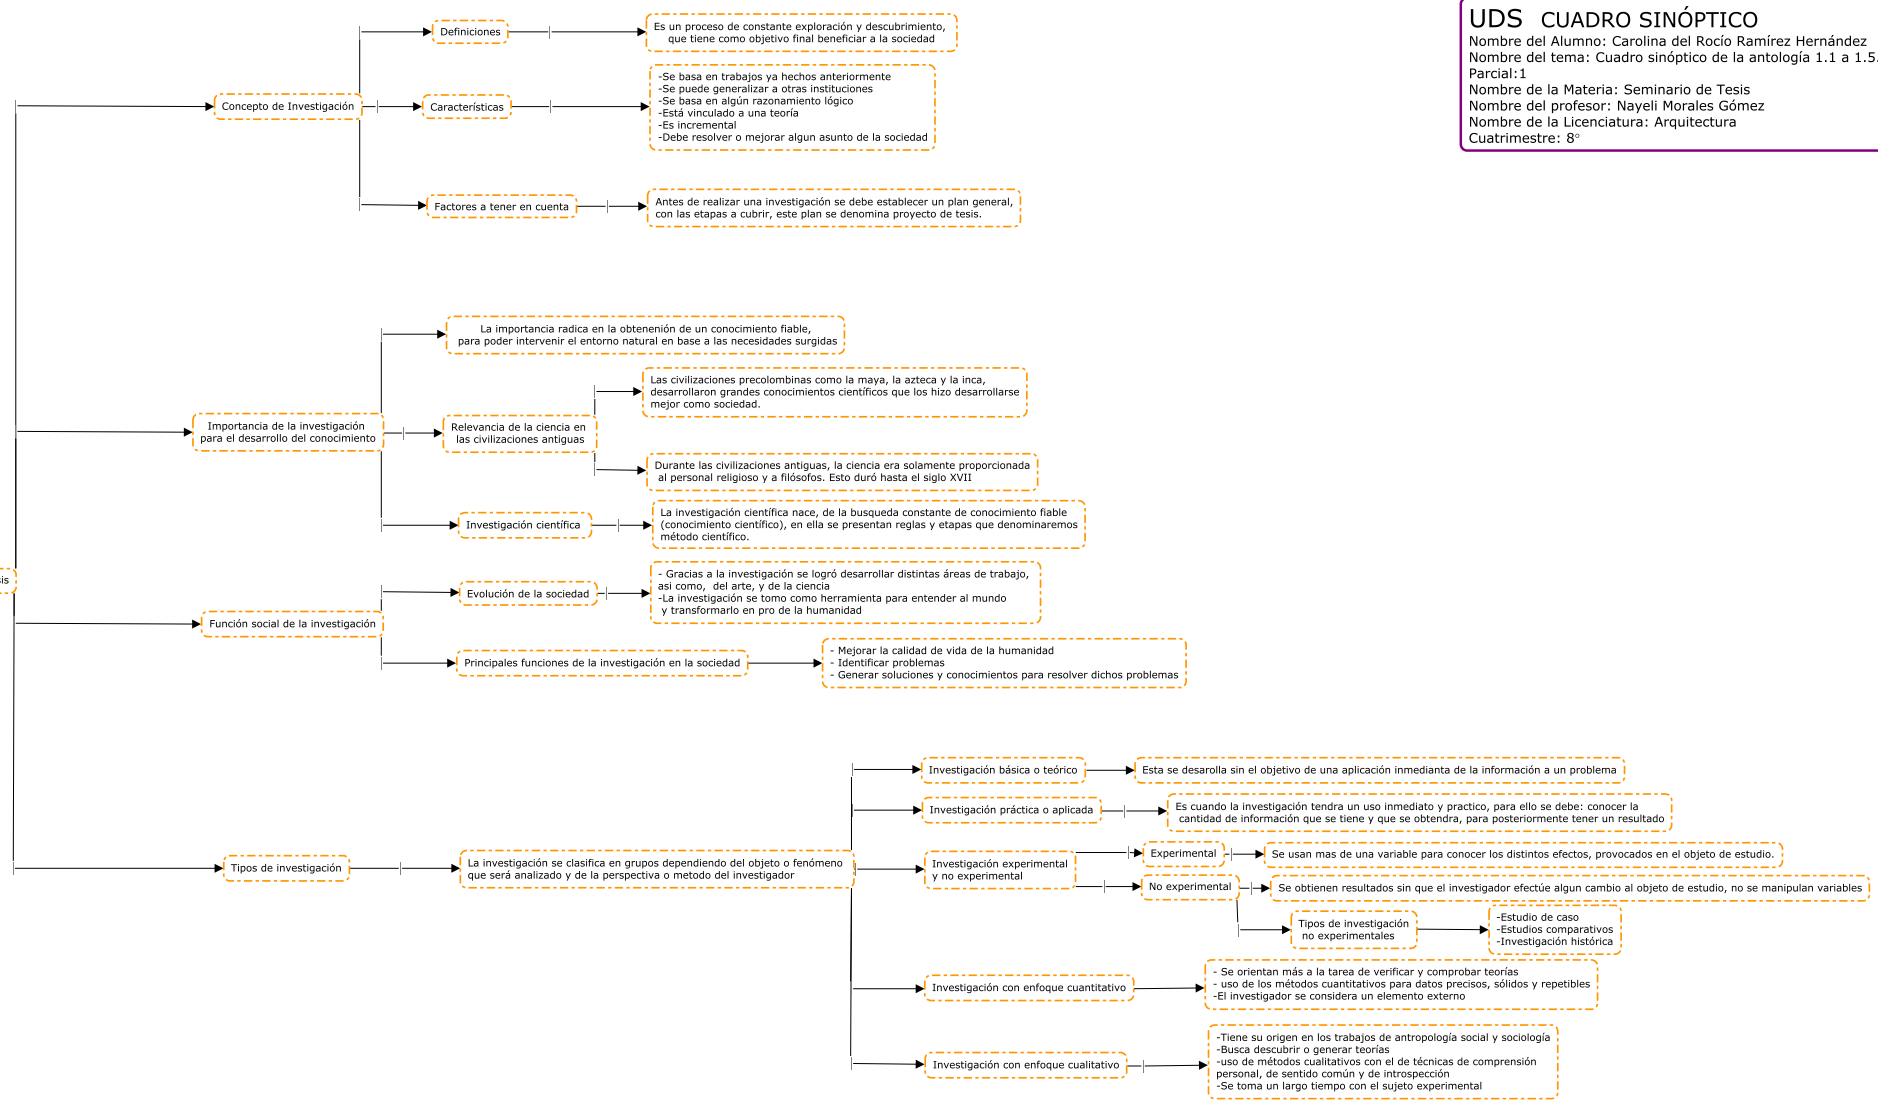 UDS CUADRO SINÓPTICO
Nombre del Alumno: Carolina del Rocío Ramírez Hernández
Nombre del tema: Cuadro sinóptico de la antología 1.1 a 1.5.
Parcial:1
Nombre de la Materia: Seminario de Tesis
Nombre del profesor: Nayeli Morales Gómez
Nombre de la Licenciatura: Arquitectura
Cuatrimestre: 8°
Concepto de Investigación
Definiciones
Es un proceso de constante exploración y descubrimiento,
que tiene como objetivo final beneficiar a la sociedad
Características
-Se basa en trabajos ya hechos anteriormente
-Se puede generalizar a otras instituciones
-Se basa en algún razonamiento lógico
-Está vinculado a una teoría
-Es incremental
-Debe resolver o mejorar algun asunto de la sociedad
Factores a tener en cuenta
Antes de realizar una investigación se debe establecer un plan general,
con las etapas a cubrir, este plan se denomina proyecto de tesis.
Importancia de la investigación
para el desarrollo del conocimiento
La importancia radica en la obtenenión de un conocimiento fiable,
para poder intervenir el entorno natural en base a las necesidades surgidas
Relevancia de la ciencia en
las civilizaciones antiguas
Las civilizaciones precolombinas como la maya, la azteca y la inca,
desarrollaron grandes conocimientos científicos que los hizo desarrollarse
mejor como sociedad.
Durante las civilizaciones antiguas, la ciencia era solamente proporcionada
al personal religioso y a filósofos. Esto duró hasta el siglo XVII
Investigación científica
La investigación científica nace, de la busqueda constante de conocimiento fiable
(conocimiento científico), en ella se presentan reglas y etapas que denominaremos
método científico.
sis
Función social de la investigación
Evolución de la sociedad
- Gracias a la investigación se logró desarrollar distintas áreas de trabajo,
asi como, del arte, y de la ciencia
-La investigación se tomo como herramienta para entender al mundo
y transformarlo en pro de la humanidad
Principales funciones de la investigación en la sociedad
- Mejorar la calidad de vida de la humanidad
- Identificar problemas
- Generar soluciones y conocimientos para resolver dichos problemas
Tipos de investigación
La investigación se clasifica en grupos dependiendo del objeto o fenómeno
que será analizado y de la perspectiva o metodo del investigador
Investigación básica o teórico
Esta se desarolla sin el objetivo de una aplicación inmedianta de la información a un problema
Investigación práctica o aplicada
Es cuando la investigación tendra un uso inmediato y practico, para ello se debe: conocer la
cantidad de información que se tiene y que se obtendra, para posteriormente tener un resultado
Investigación experimental
y no experimental
Experimental
Se usan mas de una variable para conocer los distintos efectos, provocados en el objeto de estudio.
No experimental
Se obtienen resultados sin que el investigador efectúe algun cambio al objeto de estudio, no se manipulan variables
Tipos de investigación
no experimentales
-Estudio de caso
-Estudios comparativos
-Investigación histórica
Investigación con enfoque cuantitativo
- Se orientan más a la tarea de verificar y comprobar teorías
- uso de los métodos cuantitativos para datos precisos, sólidos y repetibles
-El investigador se considera un elemento externo
Investigación con enfoque cualitativo
-Tiene su origen en los trabajos de antropología social y sociología
-Busca descubrir o generar teorías
-uso de métodos cualitativos con el de técnicas de comprensión
personal, de sentido común y de introspección
-Se toma un largo tiempo con el sujeto experimental